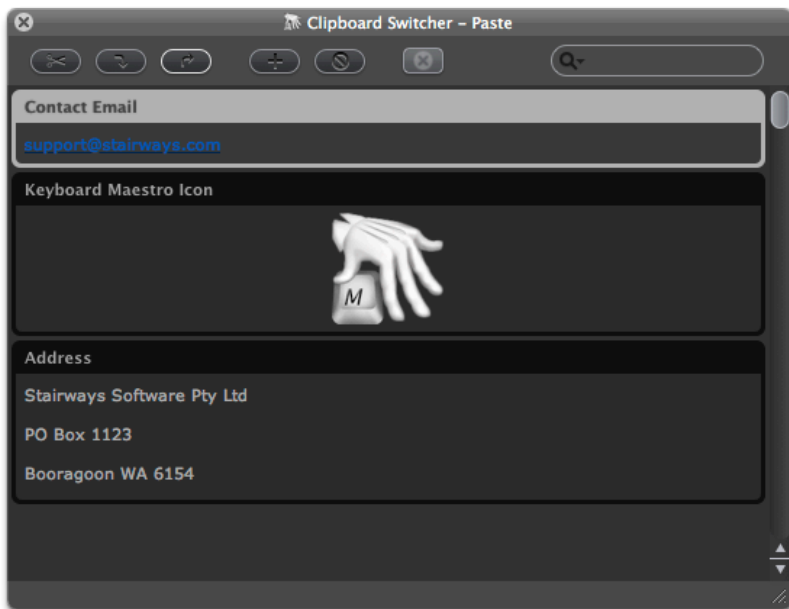 Clipboard Switcher – Paste
Contact Email
support@stairways.com
Keyboard Maestro Icon
M
Address
Stairways Software Pty Ltd
PO Box 1123
Booragoon WA 6154